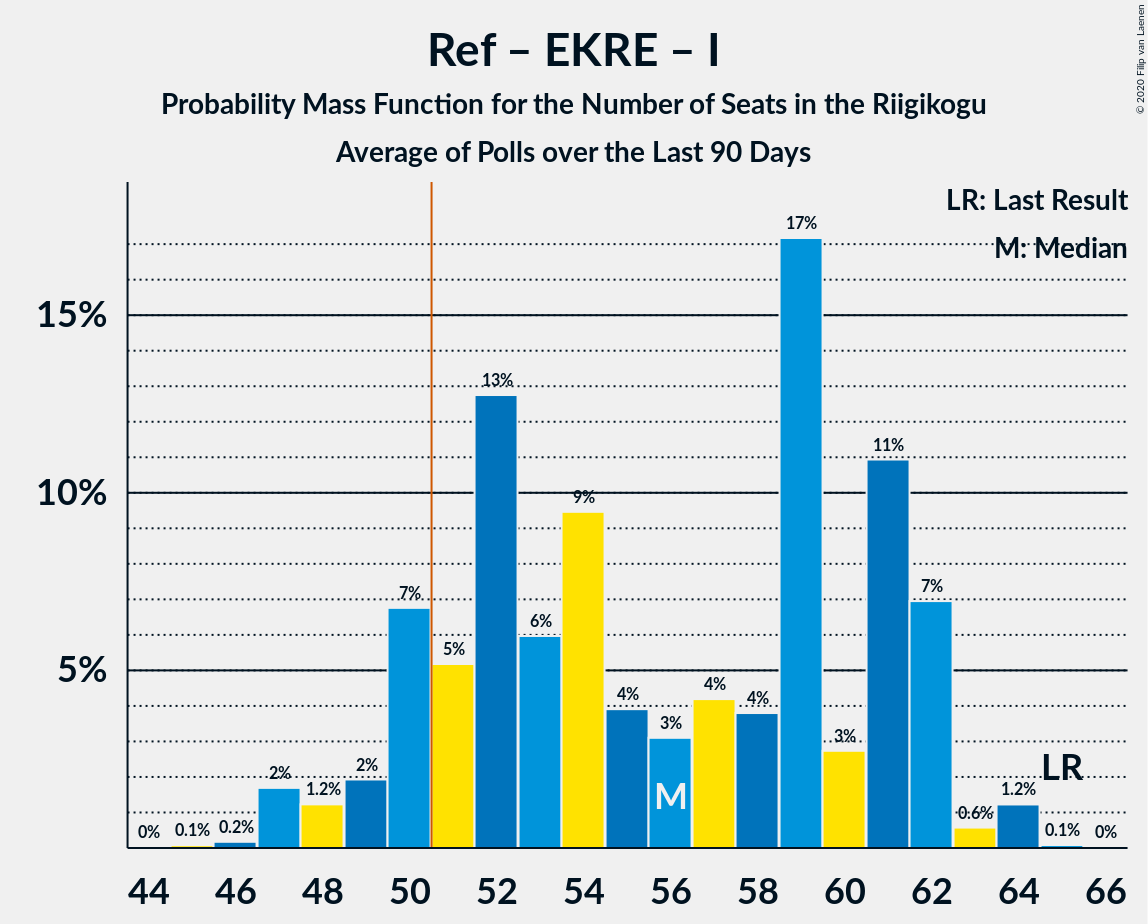 Ref – EKRE – I
Probability Mass Function for the Number of Seats in the Riigikogu
Average of Polls over the Last 90 Days
© 2020 Filip van Laenen
LR: Last Result
M: Median
17%
15%
13%
11%
10%
9%
7%
7%
6%
5%
5%
4%
4%
4%
3%
3%
LR
2%
2%
1.2%
1.2%
M
0%
0.1%
0.2%
0.6%
0.1%
0%
44 46 48 50 52 54 56 58 60 62 64 66